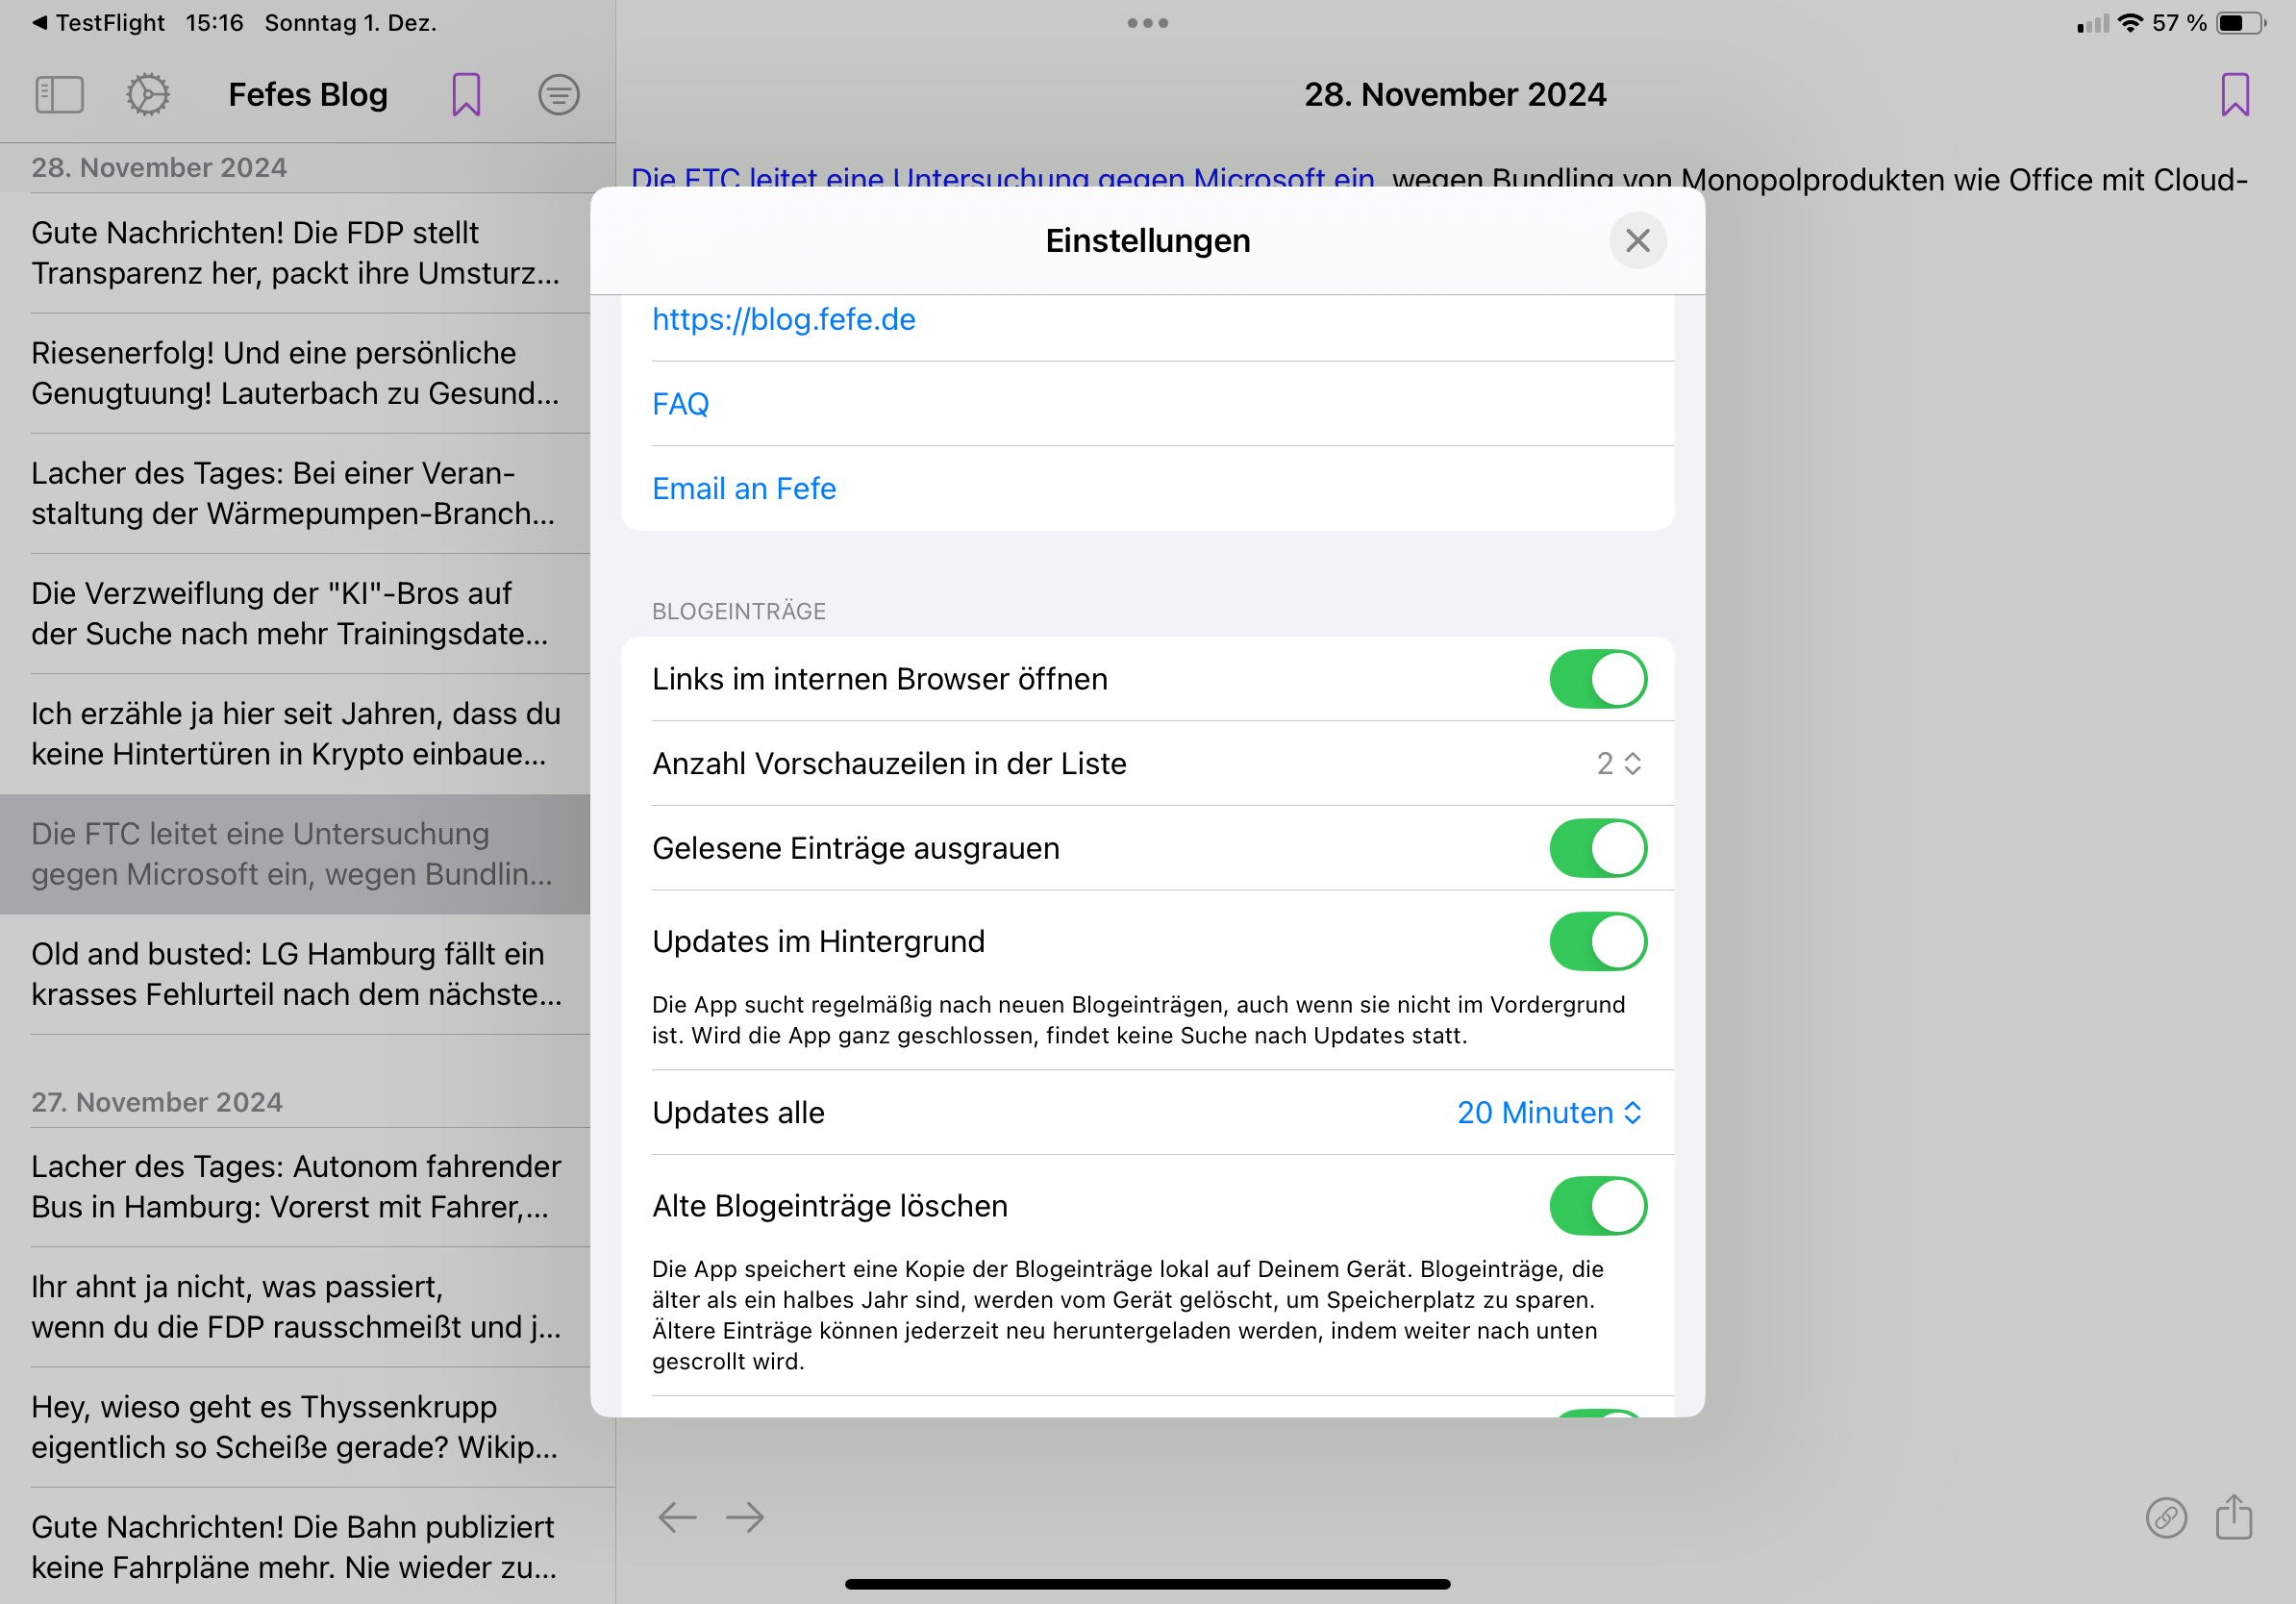 TestFlight 15:16 Sonntag 1. Dez.
57 %
Fefes Blog
28. November 2024
Gute Nachrichten! Die FDP stellt
Transparenz her, packt ihre Umsturz...
Riesenerfolg! Und eine persönliche
Genugtuung! Lauterbach zu Gesund...
Lacher des Tages: Bei einer Veran-
staltung der Wärmepumpen-Branch...
Die Verzweiflung der "KI"-Bros auf
der Suche nach mehr Trainingsdate...
Ich erzähle ja hier seit Jahren, dass du
keine Hintertüren in Krypto einbaue...
Die FTC leitet eine Untersuchung
gegen Microsoft ein, wegen Bundlin...
Old and busted: LG Hamburg fällt ein
krasses Fehlurteil nach dem nächste...
27. November 2024
Lacher des Tages: Autonom fahrender
Bus in Hamburg: Vorerst mit Fahrer,...
Ihr ahnt ja nicht, was passiert,
wenn du die FDP rausschmeißt und j...
Hey, wieso geht es Thyssenkrupp
eigentlich so Scheiße gerade? Wikip...
Gute Nachrichten! Die Bahn publiziert
keine Fahrpläne mehr. Nie wieder zu...
28. November 2024
Die FTC leitet eine Untersuchung gegen Microsoft ein, wegen Bundling von Monopolprodukten wie Office mit Cloud-
Einstellungen
https://blog.fefe.de
FAQ
Email an Fefe
BLOGEINTRÄGE
Links im internen Browser öffnen
Anzahl Vorschauzeilen in der Liste 2
Gelesene Einträge ausgrauen
Updates im Hintergrund
Die App sucht regelmäßig nach neuen Blogeinträgen, auch wenn sie nicht im Vordergrund
ist. Wird die App ganz geschlossen, findet keine Suche nach Updates statt.
Updates alle 20 Minuten
Alte Blogeinträge löschen
Die App speichert eine Kopie der Blogeinträge lokal auf Deinem Gerät. Blogeinträge, die
älter als ein halbes Jahr sind, werden vom Gerät gelöscht, um Speicherplatz zu sparen.
Ältere Einträge können jederzeit neu heruntergeladen werden, indem weiter nach unten
gescrollt wird.